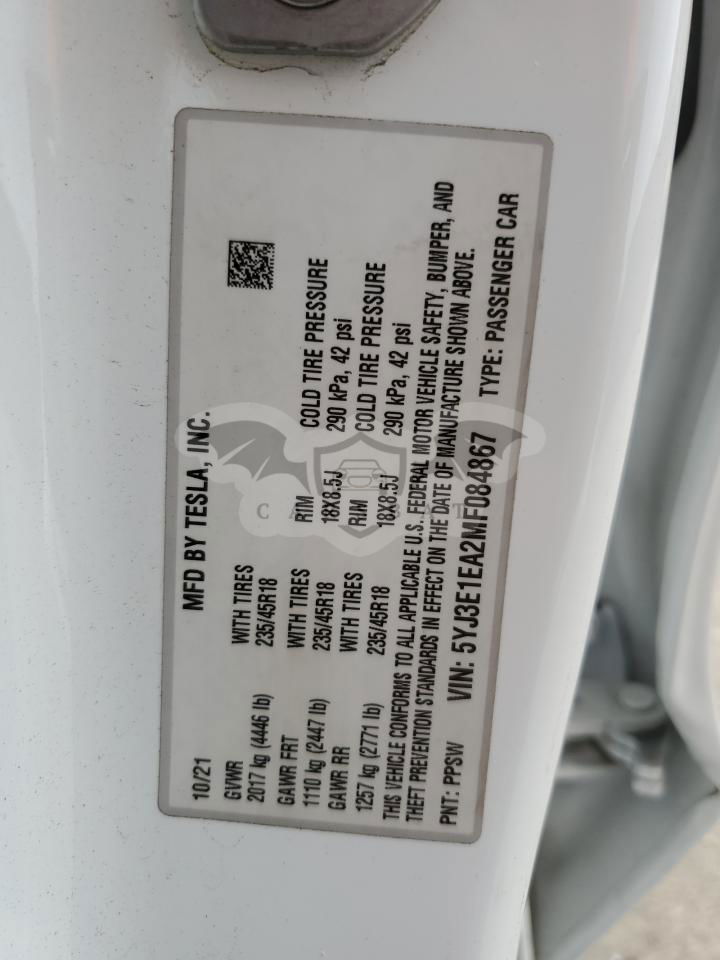 10/21 MFD BY TESLA, INC.
GVWR WITH TIRES
2017 kg (4446 lb) 235/45R18
GAWR FRT WITH TIRES RIM COLD TIRE PRESSURE
1110 kg (2447 lb) 235/45R18 18X8.5J 290 kPa, 42 psi
GAWR RR WITH TIRES RIM COLD TIRE PRESSURE
1257 kg (2771 lb) 235/45R18 18X8.5J 290 kPa, 42 psi
THIS VEHICLE CONFORMS TO ALL APPLICABLE U.S. FEDERAL MOTOR VEHICLE SAFETY, BUMPER, AND
THEFT PREVENTION STANDARDS IN EFFECT ON THE DATE OF MANUFACTURE SHOWN ABOVE.
PNT: PPSW VIN: 5YJ3E1EA2MF084867 TYPE: PASSENGER CAR